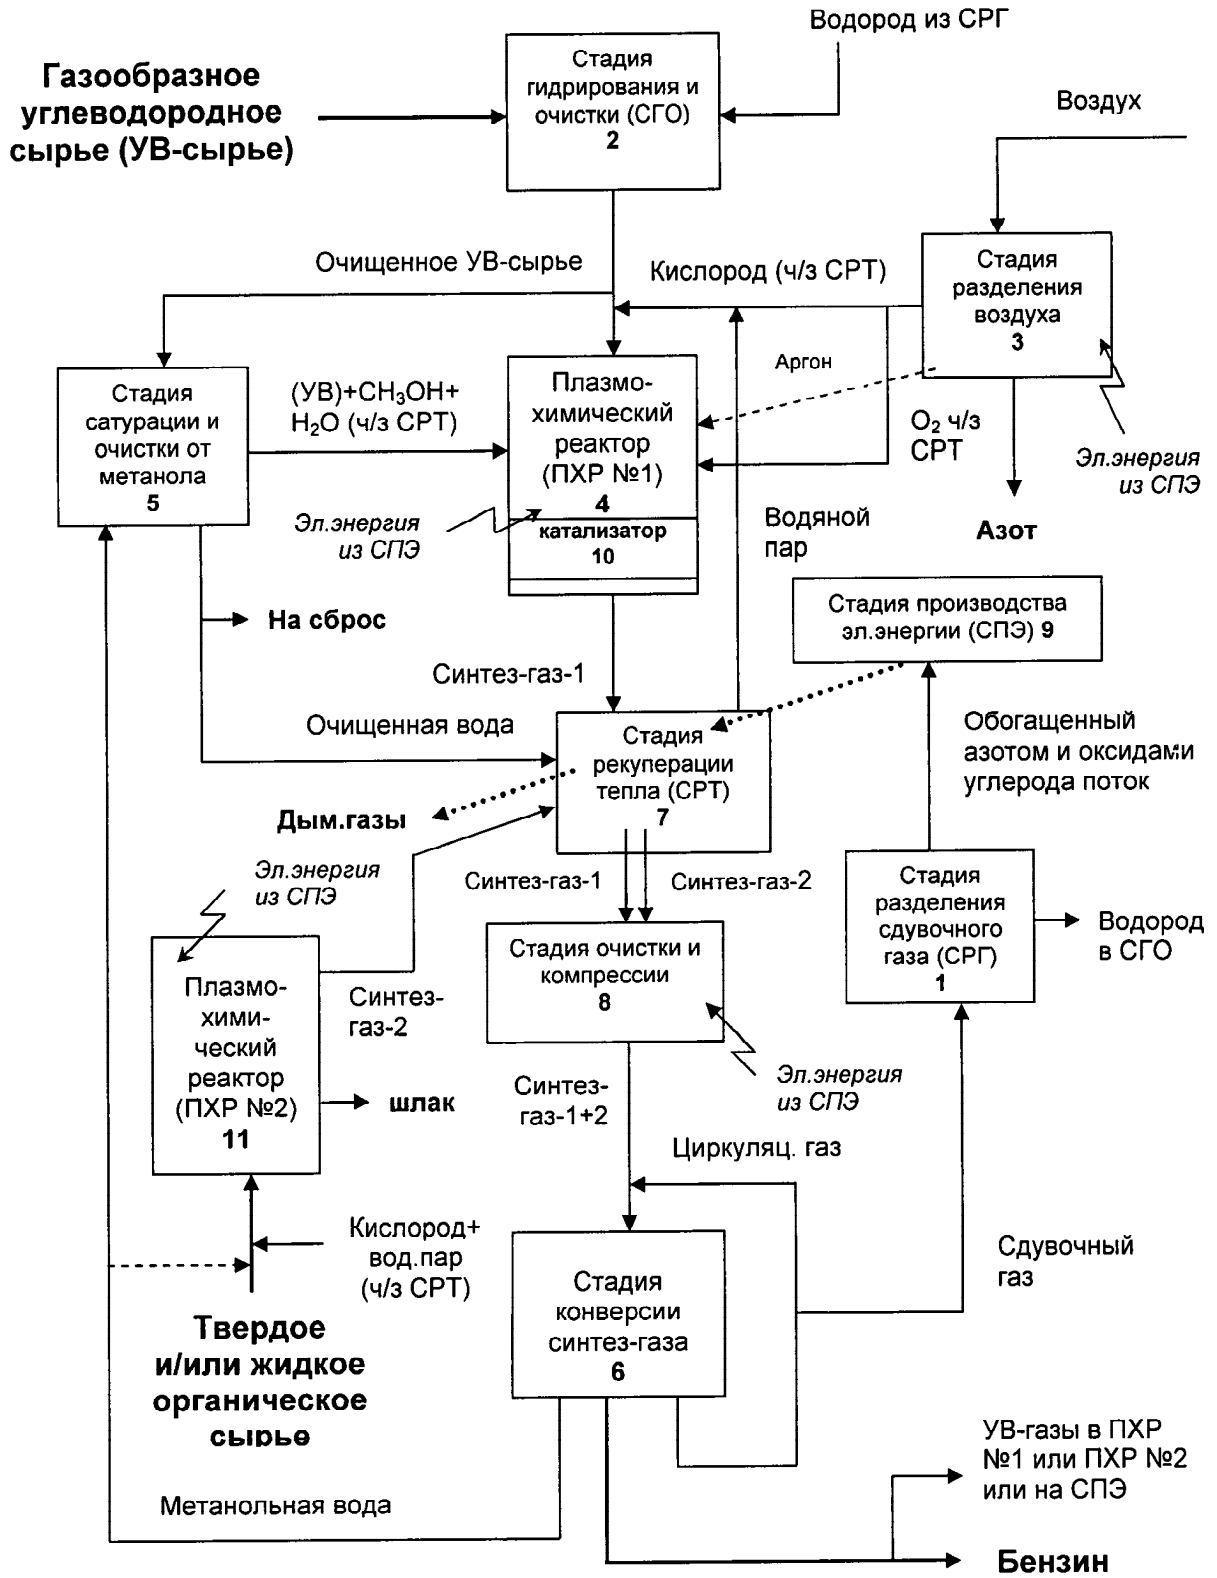 Водород из СРГ
Стадия
гидрирования и
очистки (СГО)
2
Газообразное
углеводородное
сырье (УВ-сырье)
Воздух
Очищенное УВ-сырье
Кислород (ч/з СРТ)
Стадия
разделения
воздуха
3
Аргон
Стадия
сатурации и
очистки от
метанола
5
(УВ)+CH₃OH+
H₂O (ч/з СРТ)
Плазмо-
химический
реактор
(ПХР №1)
4
катализатор
10
O₂ ч/з
СРТ
Эл.энергия
из СПЭ
Эл.энергия
из СПЭ
Водяной
пар
Азот
На сброс
Стадия производства
эл.энергии (СПЭ) 9
Синтез-газ-1
Очищенная вода
Стадия
рекуперации
тепла (СРТ)
7
Обогащенный
азотом и оксидами
углерода поток
Дым.газы
Эл.энергия
из СПЭ
Синтез-газ-1
Синтез-газ-2
Стадия
разделения
сдувочного
газа (СРГ)
1
Водород
в СГО
Стадия очистки и
компрессии
8
Плазмо-
хими-
ческий
реактор
(ПХР №2)
11
Синтез-
газ-2
шлак
Эл.энергия
из СПЭ
Синтез-
газ-1+2
Циркуляц. газ
Кислород+
вод.пар
(ч/з СРТ)
Сдувочный
газ
Стадия
конверсии
синтез-газа
6
Твердое
и/или жидкое
органическое
сырье
УВ-газы в ПХР
№1 или ПХР №2
или на СПЭ
Метанольная вода
Бензин